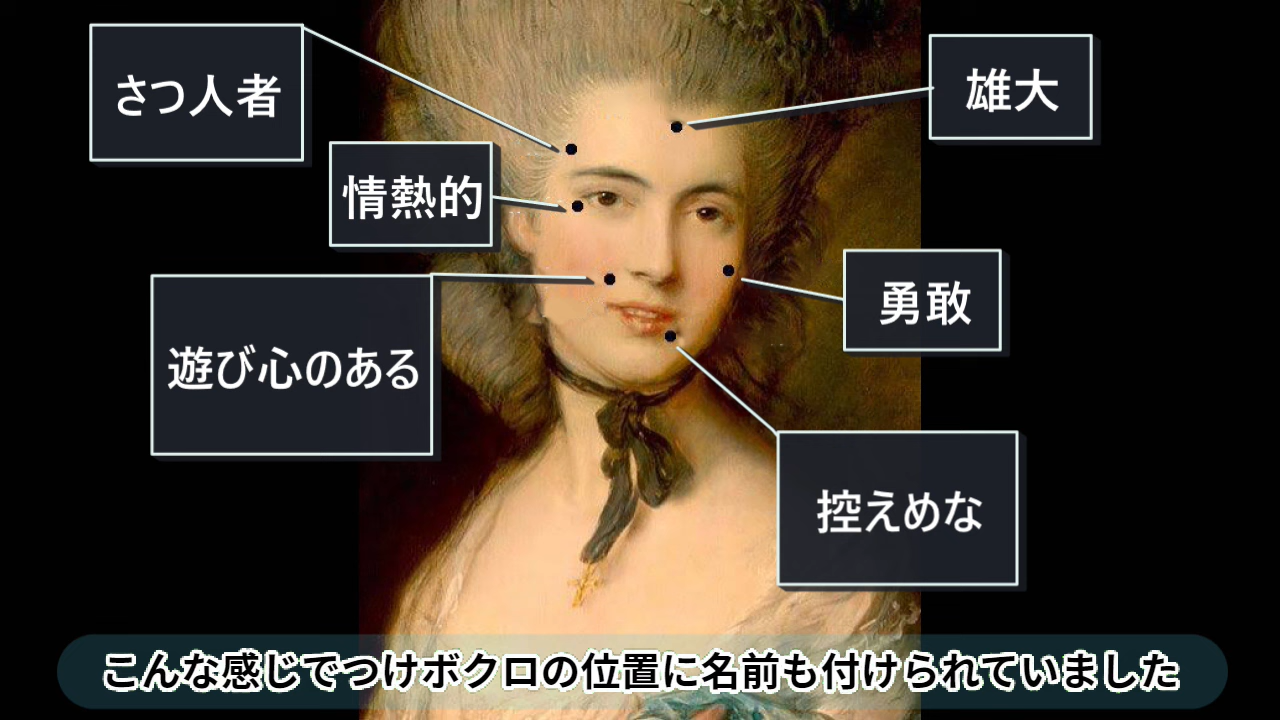 さつ人者
雄大
情熱的
勇敢
遊び心のある
控えめな
こんな感じでつけボクロの位置に名前も付けられていました